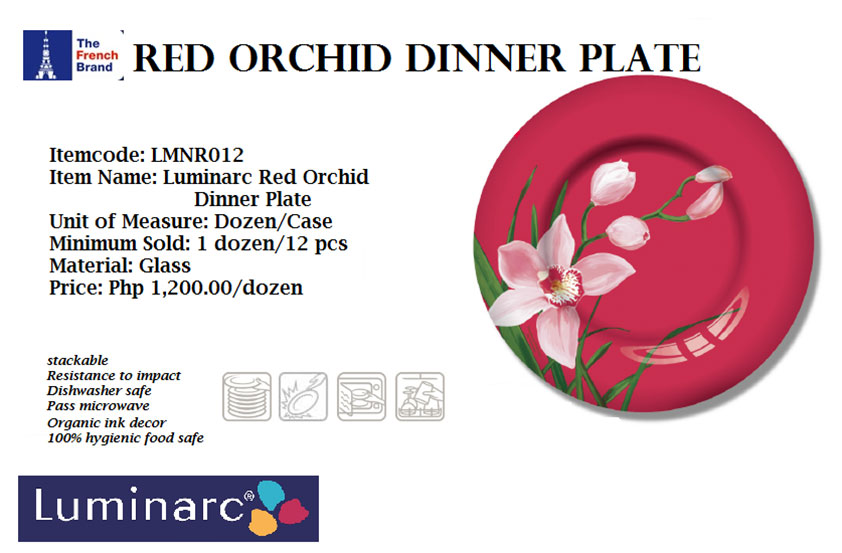 The
French
Brand
RED ORCHID DINNER PLATE
Itemcode: LMNR012
Item Name: Luminarc Red Orchid
Dinner Plate
Unit of Measure: Dozen/Case
Minimum Sold: 1 dozen/12 pcs
Material: Glass
Price: Php 1,200.00/dozen
stackable
Resistance to impact
Dishwasher safe
Pass microwave
Organic ink decor
100% hygienic food safe
Luminarc®